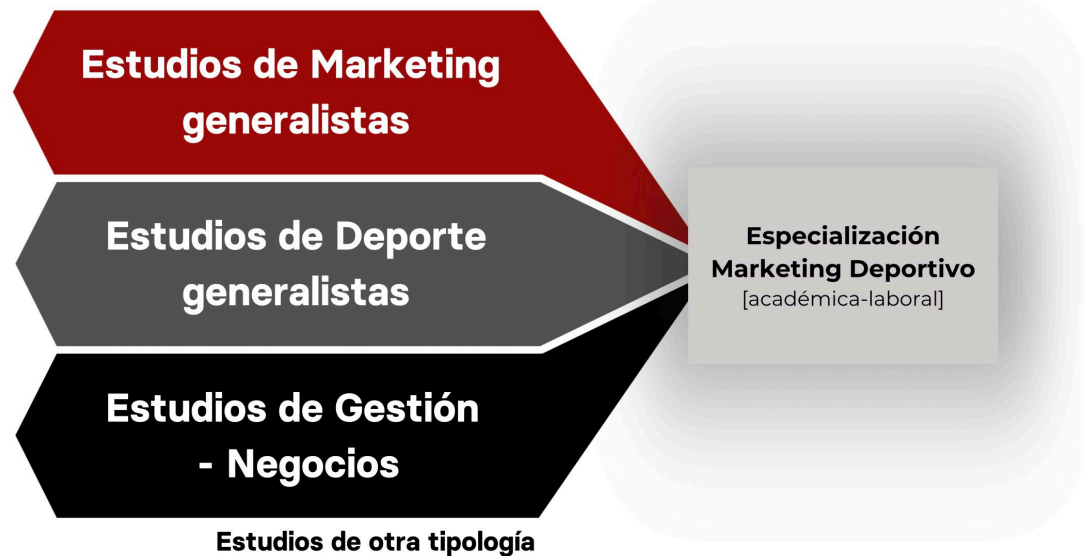 Estudios de Marketing
generalistas
Estudios de Deporte
generalistas
Estudios de Gestión
- Negocios
Estudios de otra tipología
Especialización
Marketing Deportivo
[académica-laboral]